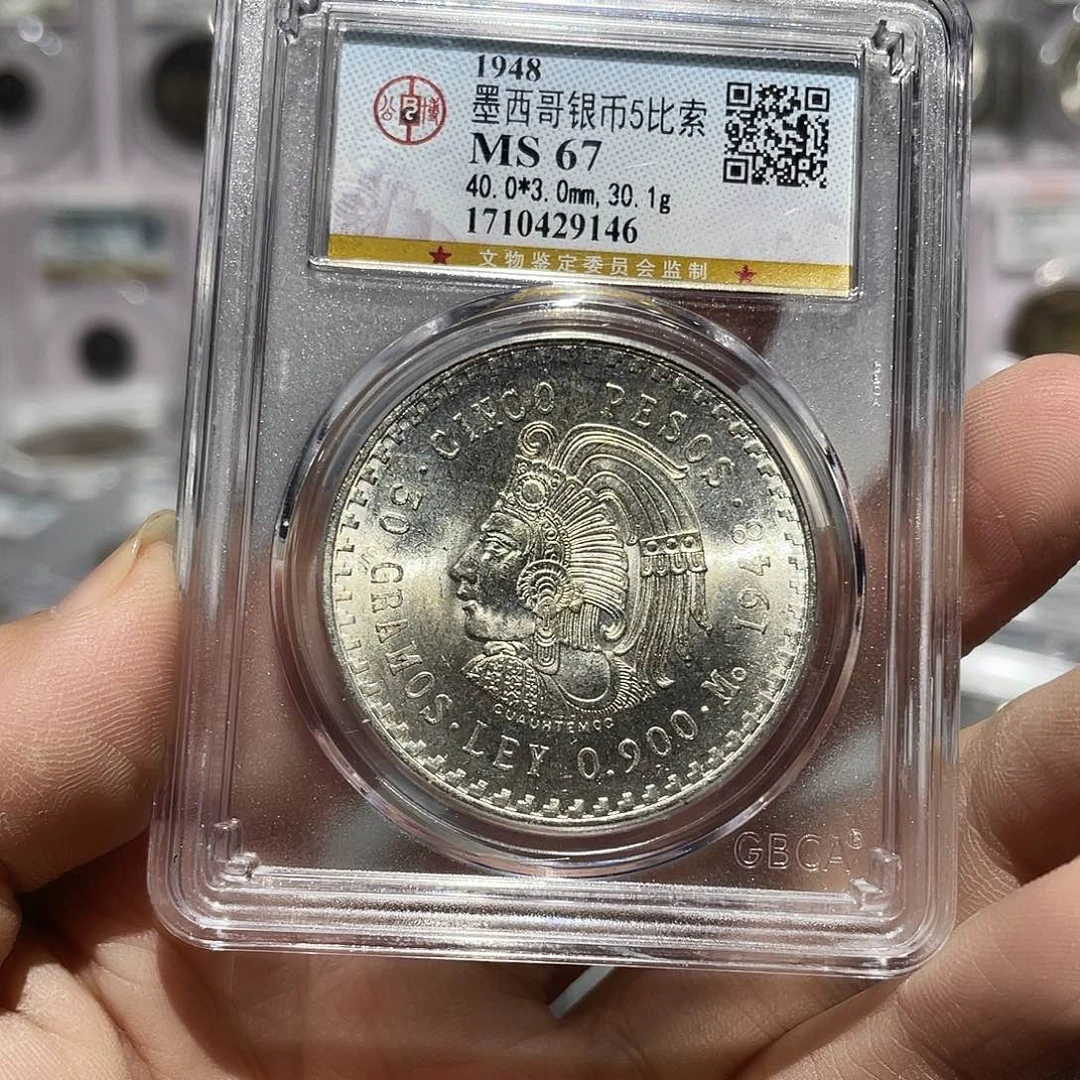 1948
公 博
墨西哥银币5比索
MS 67
40.0*3.0mm, 30.1g
1710429146
★ 文物鉴定委员会监制 ★
CINCO PESOS · 1948
30 GRAMOS · LEY 0.900 · Mo
CUAUHTEMOC
GBCA